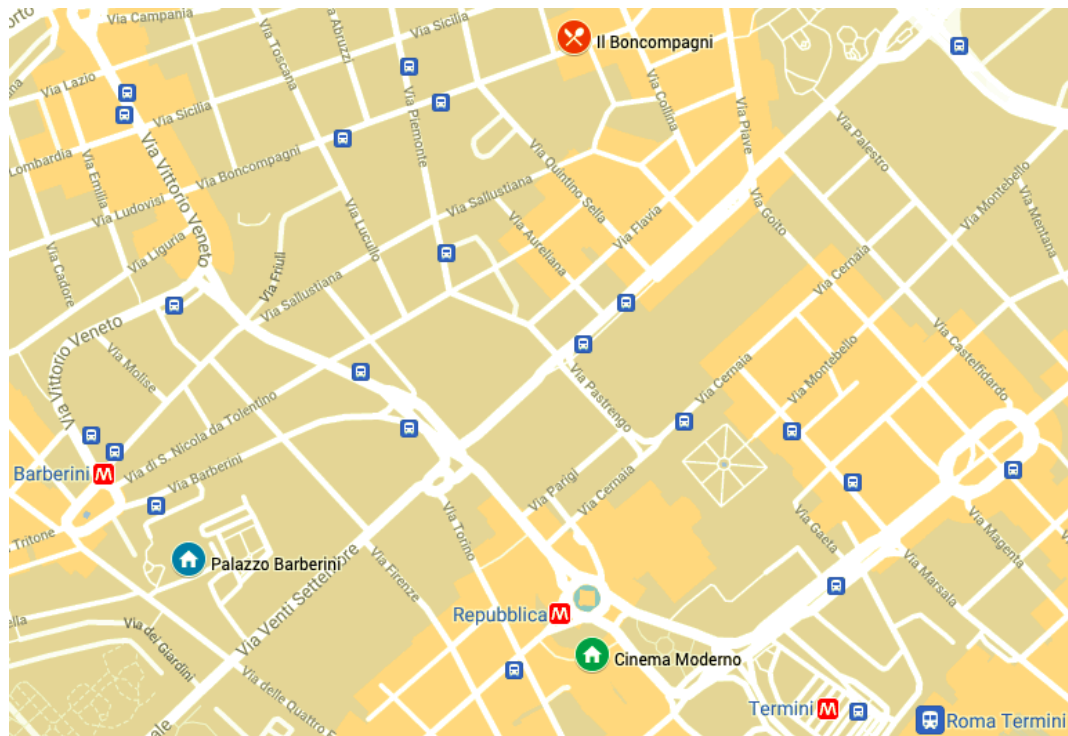 Via Campania
Via Sicilia
Il Boncompagni
orto
Via Toscana
Via Abruzzi
Via Lazio
Via Sicilia
Via Piemonte
Via Collina
Via Piave
Via Palestro
Lombardia
Via Emilia
Via Vittorio Veneto
Via Boncompagni
Via Quintino Sella
Via Montebello
Via Mentana
Via Ludovisi
Via Sallustiana
Via Lucullo
Via Goito
Via Liguria
Via Aureliana
Via Flavia
Via Cadore
Via Friuli
Via Cernaia
Via Sallustiana
Via Vittorio Veneto
Via Molise
Via Montebello
Via Castelfidardo
Via Pastrengo
Via Cernaia
Via di S. Nicola da Tolentino
Barberini
Via Barberini
Via Parigi
Via Cernaia
Via Torino
Via Gaeta
Via Magenta
Tritone
Palazzo Barberini
Via Venti Settembre
Via Firenze
Via Marsala
Repubblica
ella
Via dei Giardini
Cinema Moderno
Via delle Quattro F
Termini
Roma Termini
ale